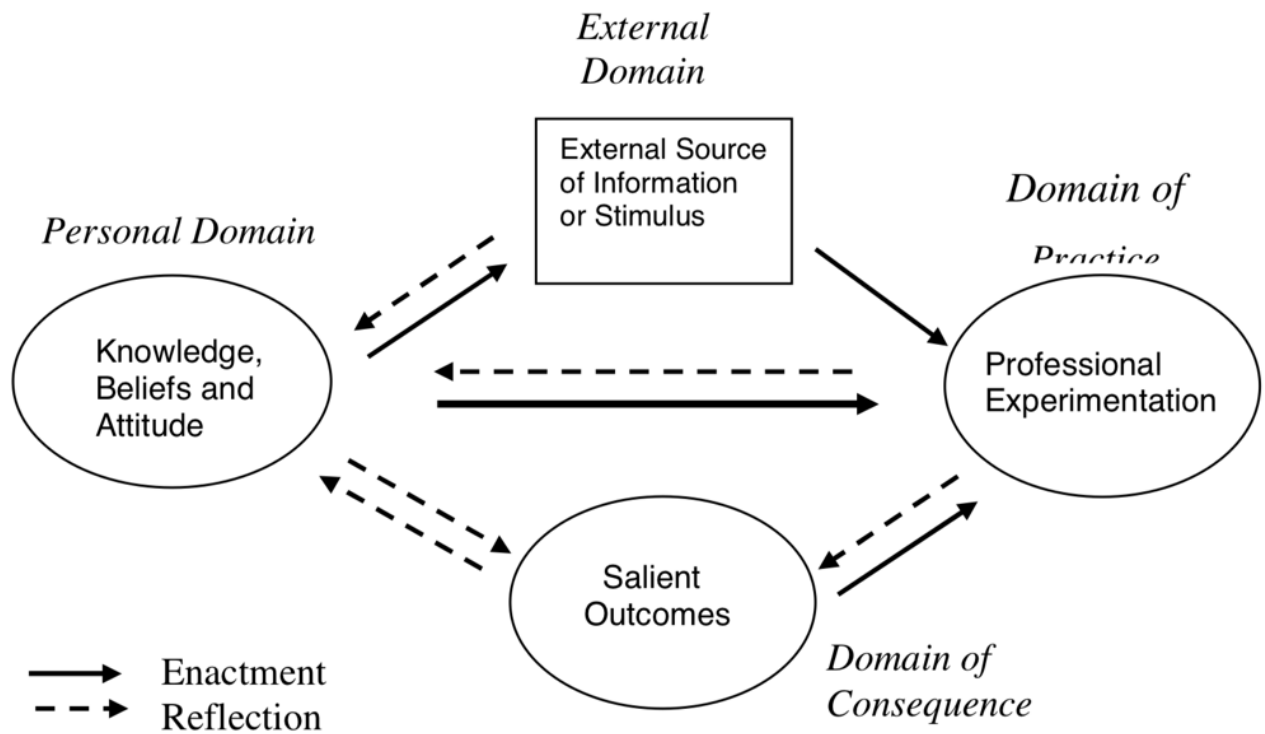 External
Domain
External Source
of Information
or Stimulus
Domain of
Practice
Personal Domain
Knowledge,
Beliefs and
Attitude
Professional
Experimentation
Salient
Outcomes
Domain of
Consequence
Enactment
Reflection